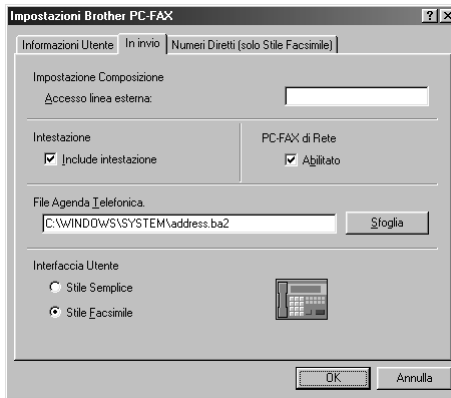 Impostazioni Brother PC-FAX
Informazioni Utente In invio Numeri Diretti (solo Stile Facsimile)
Impostazione Composizione
Accesso linea esterna:
Intestazione PC-FAX di Rete
Include intestazione Abilitato
File Agenda Telefonica.
C:\WINDOWS\SYSTEM\address.ba2 Sfoglia
Interfaccia Utente
Stile Semplice
Stile Facsimile
OK Annulla